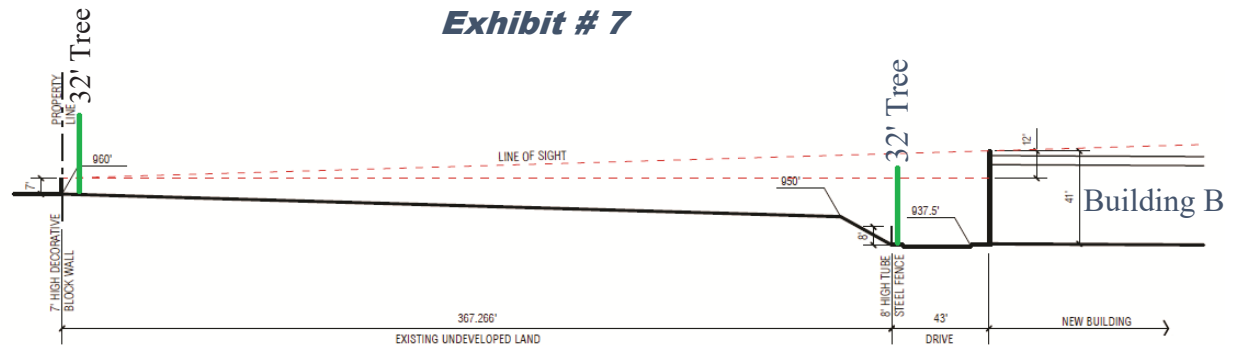 Exhibit # 7
PROPERTY
LINE
32' Tree
960'
7'
7' HIGH DECORATIVE
BLOCK WALL
LINE OF SIGHT
950'
8'
32' Tree
937.5'
8' HIGH TUBE
STEEL FENCE
12'
41'
Building B
367.266'
EXISTING UNDEVELOPED LAND
43'
DRIVE
NEW BUILDING